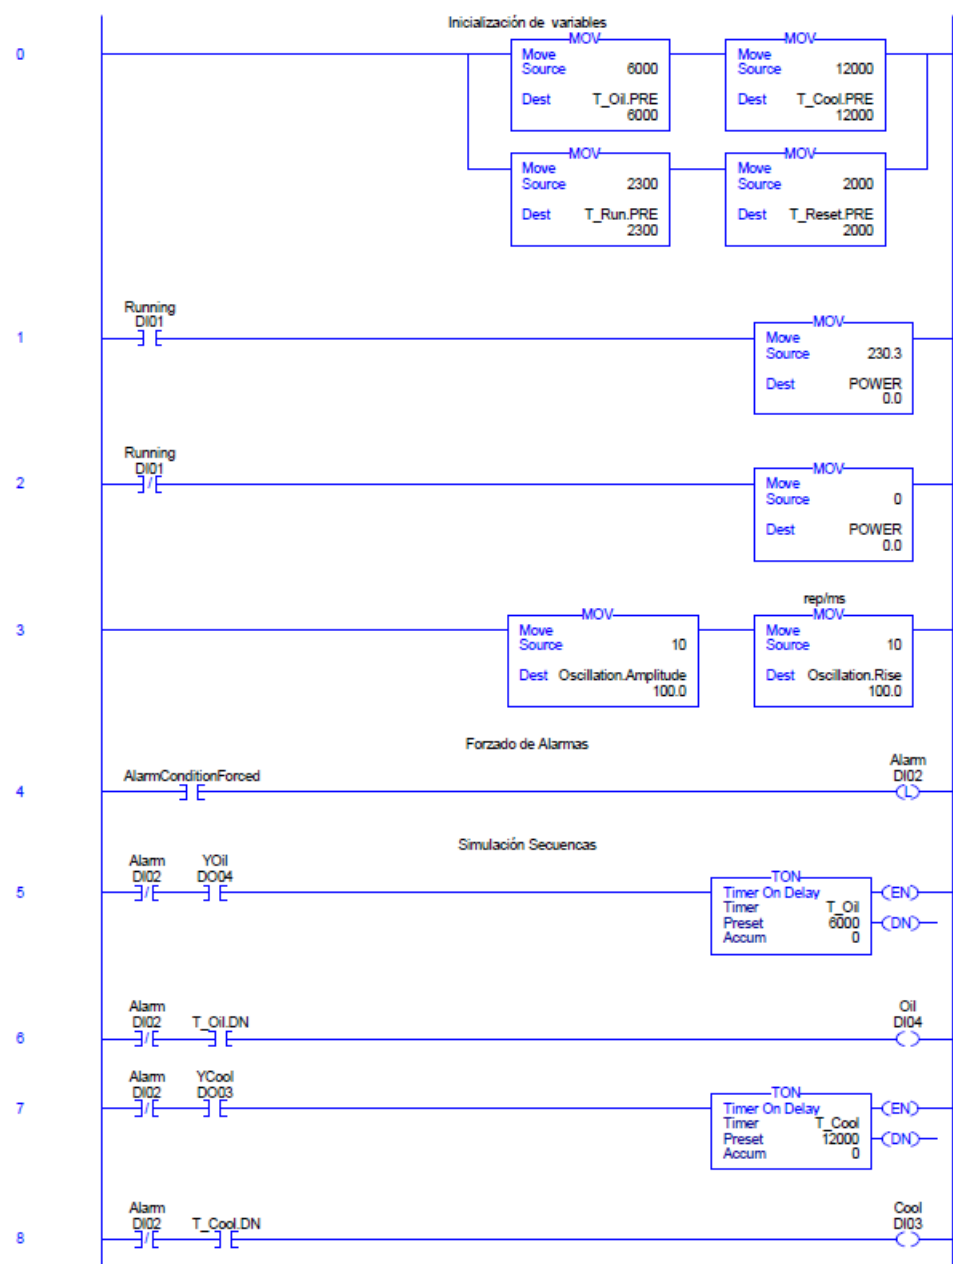 Inicialización de variables
0
MOV
Move
Source 6000
Dest T_Oil.PRE
6000
MOV
Move
Source 12000
Dest T_Cool.PRE
12000
MOV
Move
Source 2300
Dest T_Run.PRE
2300
MOV
Move
Source 2000
Dest T_Reset.PRE
2000
1
Running
DI01
MOV
Move
Source 230.3
Dest POWER
0.0
2
Running
DI01
MOV
Move
Source 0
Dest POWER
0.0
3
MOV
Move
Source 10
Dest Oscillation.Amplitude
100.0
rep/ms
MOV
Move
Source 10
Dest Oscillation.Rise
100.0
Forzado de Alarmas
4
AlarmConditionForced
Alarm
DI02
L
Simulación Secuencas
5
Alarm
DI02
YOil
DO04
TON
Timer On Delay
Timer T_Oil
Preset 6000
Accum 0
EN
DN
6
Alarm
DI02
T_Oil.DN
Oil
DI04
7
Alarm
DI02
YCool
DO03
TON
Timer On Delay
Timer T_Cool
Preset 12000
Accum 0
EN
DN
8
Alarm
DI02
T_Cool.DN
Cool
DI03